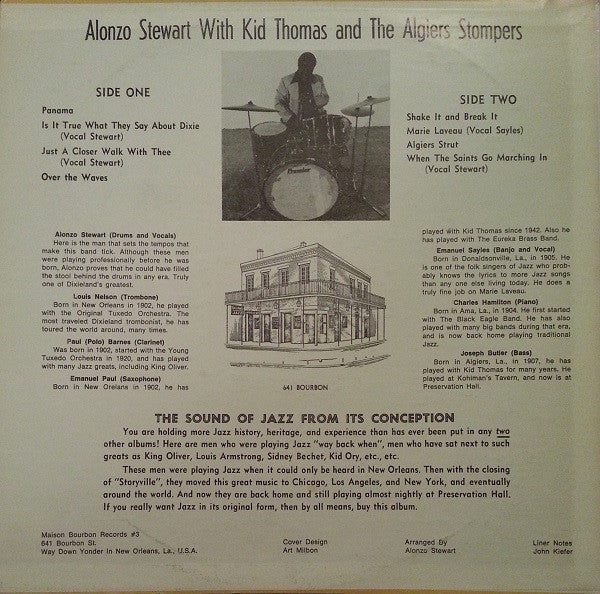 Alonzo Stewart With Kid Thomas and The Algiers Stompers
SIDE ONE
Panama
Is It True What They Say About Dixie
(Vocal Stewart)
Just A Closer Walk With Thee
(Vocal Stewart)
Over the Waves
Premier
SIDE TWO
Shake It and Break It
Marie Laveau (Vocal Sayles)
Algiers Strut
When The Saints Go Marching In
(Vocal Stewart)
Alonzo Stewart (Drums and Vocals)
Here is the man that sets the tempos that
make this band tick. Although these men
were playing professionally before he was
born, Alonzo proves that he could have filled
the stool behind the drums in any era. Truly
one of Dixieland's greatest.
Louis Nelson (Trombone)
Born in New Orleans in 1902, he played
with the Original Tuxedo Orchestra. The
most traveled Dixieland trombonist, he has
toured the world around, many times.
Paul (Polo) Barnes (Clarinet)
Was born in 1902, started with the Young
Tuxedo Orchestra in 1920, and has played
with many Jazz greats, including King Oliver.
Emanuel Paul (Saxophone)
Born in New Orelans in 1902, he has
641 BOURBON
played with Kid Thomas since 1942. Also he
has played with The Eureka Brass Band.
Emanuel Sayles (Banjo and Vocal)
Born in Donaldsonville, La., in 1905. He
is one of the folk singers of Jazz who prob-
ably knows the lyrics to more Jazz songs
than any one else living today. He does a
truly fine job on Marie Laveau.
Charles Hamilton (Piano)
Born in Ama, La., in 1904. He first started
with The Black Eagle Band. He has also
played with many big bands during that era,
and is now back home playing traditional
Jazz.
Joseph Butler (Bass)
Born in Algiers, La., in 1907, he has
played with Kid Thomas for many years. He
played at Kohiman's Tavern, and now is at
Preservation Hall.
THE SOUND OF JAZZ FROM ITS CONCEPTION
You are holding more Jazz history, heritage, and experience than has ever been put in any two
other albums! Here are men who were playing Jazz "way back when", men who have sat next to such
greats as King Oliver, Louis Armstrong, Sidney Bechet, Kid Ory, etc., etc.
These men were playing Jazz when it could only be heard in New Orleans. Then with the closing
of "Storyville", they moved this great music to Chicago, Los Angeles, and New York, and eventually
around the world. And now they are back home and still playing almost nightly at Preservation Hall.
If you really want Jazz in its original form, then by all means, buy this album.
Maison Bourbon Records #3
641 Bourbon St.
Way Down Yonder In New Orleans, La., U.S.A.
Cover Design
Art Milbon
Arranged By
Alonzo Stewart
Liner Notes
John Kiefer